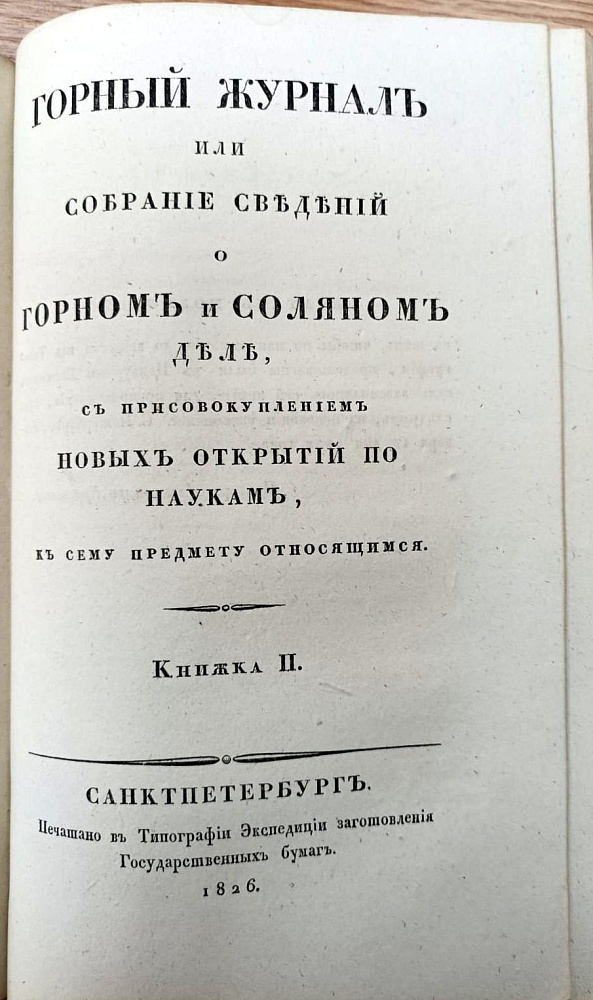 ГОРНЫЙ ЖУРНАЛЪ
ИЛИ
СОБРАНІЕ СВѢДѢНІЙ
О
ГОРНОМЪ и СОЛЯНОМЪ
ДѢЛѢ,
СЪ ПРИСОВОКУПЛЕНІЕМЪ
НОВЫХЪ ОТКРЫТІЙ ПО
НАУКАМЪ,
КЪ СЕМУ ПРЕДМЕТУ ОТНОСЯЩИМСЯ.
Книжка II.
САНКТПЕТЕРБУРГЪ.
Печатано въ Типографіи Экспедиціи заготовленія
Государственныхъ бумагъ.
1826.